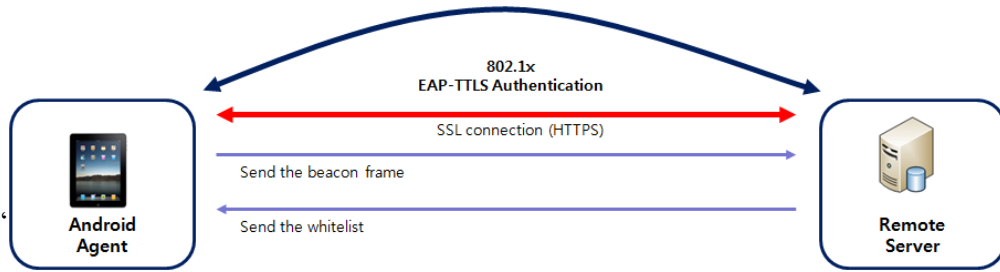 802.1x
EAP-TTLS Authentication
SSL connection (HTTPS)
Send the beacon frame
Send the whitelist
‘
Android
Agent
Remote
Server